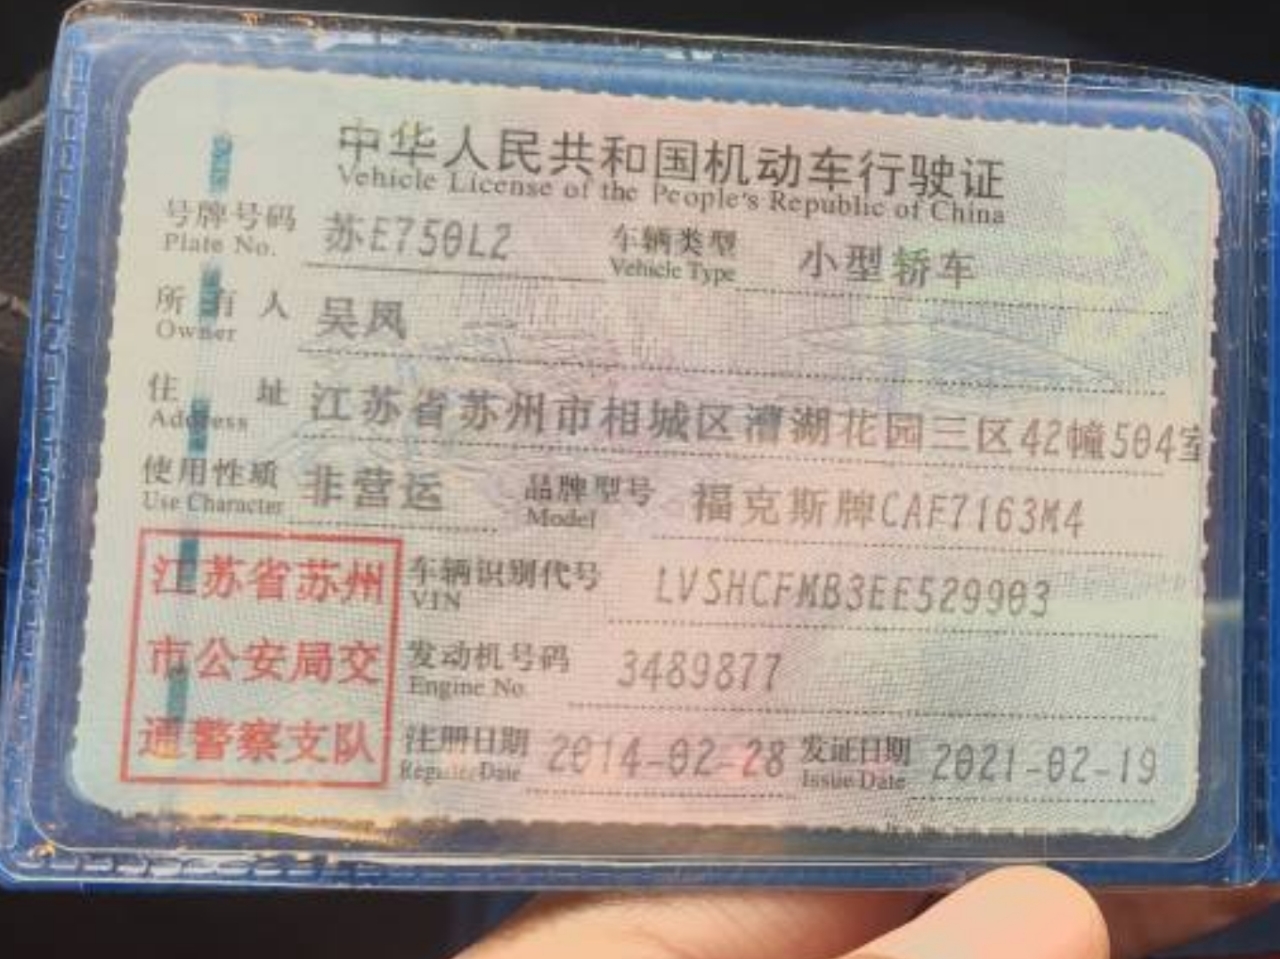 中华人民共和国机动车行驶证
Vehicle License of the People's Republic of China
号牌号码 苏E750L2 车辆类型 小型轿车
Plate No. Vehicle Type
所有人 吴凤
Owner
住址 江苏省苏州市相城区漕湖花园三区42幢504室
Address
使用性质 非营运 品牌型号 福克斯牌CAF7163M4
Use Character Model
江苏省苏州 车辆识别代号 LVSHCFMB3EE529903
VIN
市公安局交 发动机号码 3489877
Engine No.
通警察支队 注册日期 2014-02-28 发证日期 2021-02-19
Register Date Issue Date